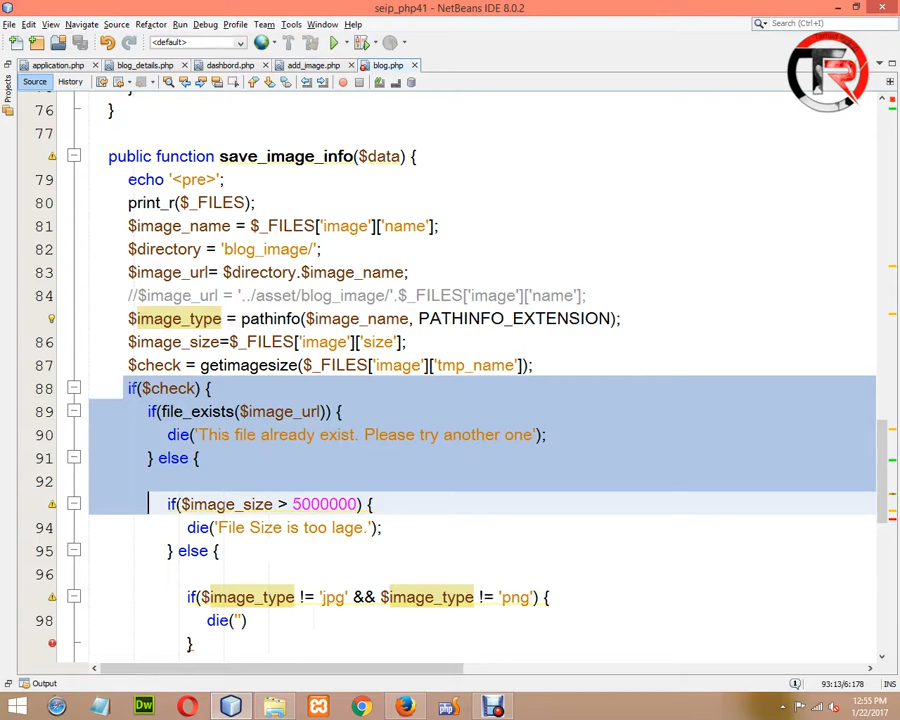 seip_php41 - NetBeans IDE 8.0.2
File Edit View Navigate Source Refactor Run Debug Profile Team Tools Window Help
Search (Ctrl+I)
<default>
application.php blog_details.php dashbord.php add_image.php blog.php
Source History
Projects
TR
76 }
77
public function save_image_info($data) {
79 echo '<pre>';
80 print_r($_FILES);
81 $image_name = $_FILES['image']['name'];
82 $directory = 'blog_image/';
83 $image_url= $directory.$image_name;
84 //$image_url = '../asset/blog_image/'.$_FILES['image']['name'];
$image_type = pathinfo($image_name, PATHINFO_EXTENSION);
86 $image_size=$_FILES['image']['size'];
87 $check = getimagesize($_FILES['image']['tmp_name']);
88 if($check) {
89 if(file_exists($image_url)) {
90 die('This file already exist. Please try another one');
91 } else {
92
if($image_size > 5000000) {
94 die('File Size is too lage.');
95 } else {
96
if($image_type != 'jpg' && $image_type != 'png') {
98 die('')
}
Output
93:13/6:178 INS
Dw
php
12:55 PM
1/22/2017